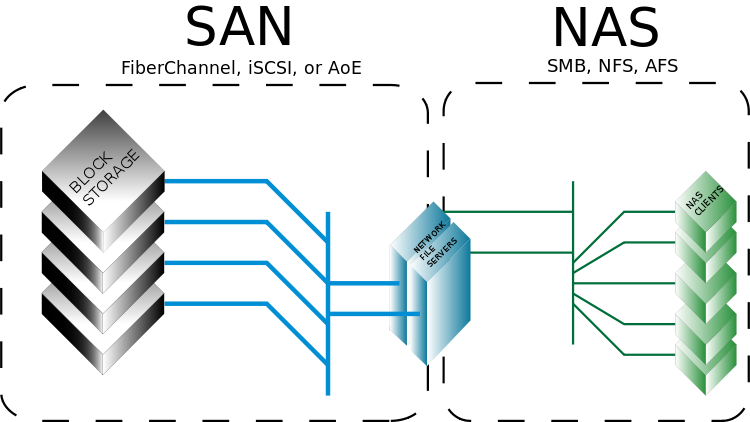 SAN
FiberChannel, iSCSI, or AoE
NAS
SMB, NFS, AFS
BLOCK
STORAGE
NETWORK
FILE
SERVERS
NAS
CLIENTS